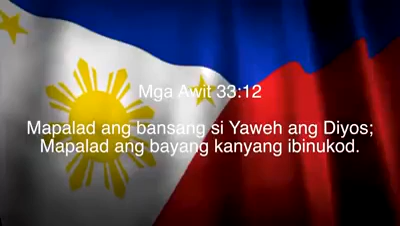 Mga Awit 33:12
Mapalad ang bansang si Yaweh ang Diyos;
Mapalad ang bayang kanyang ibinukod.